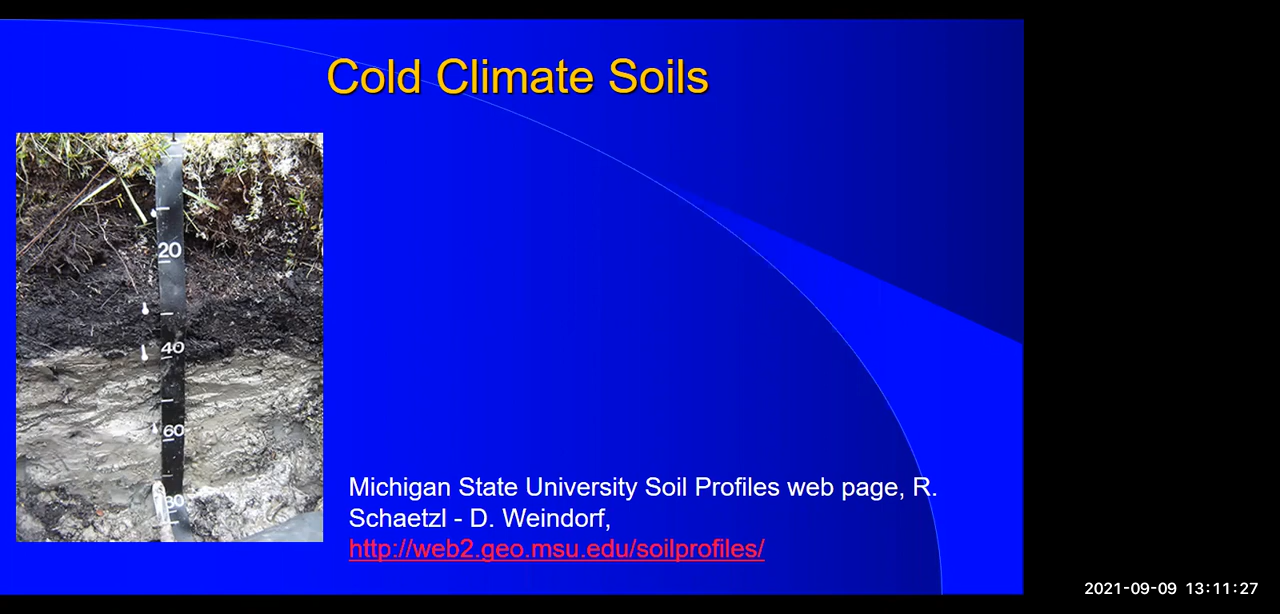 Cold Climate Soils
20
40
60
80
Michigan State University Soil Profiles web page, R.
Schaetzl - D. Weindorf,
http://web2.geo.msu.edu/soilprofiles/
2021-09-09 13:11:27